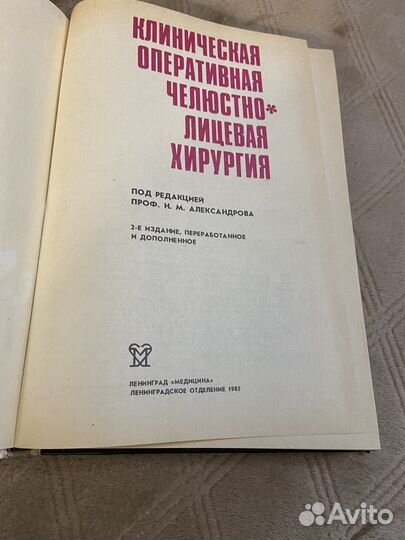 КЛИНИЧЕСКАЯ
ОПЕРАТИВНАЯ
ЧЕЛЮСТНО*
ЛИЦЕВАЯ
ХИРУРГИЯ
ПОД РЕДАКЦИЕЙ
ПРОФ. Н. М. АЛЕКСАНДРОВА
2-Е ИЗДАНИЕ, ПЕРЕРАБОТАННОЕ
И ДОПОЛНЕННОЕ
М
ЛЕНИНГРАД «МЕДИЦИНА»
ЛЕНИНГРАДСКОЕ ОТДЕЛЕНИЕ 1985
Avito